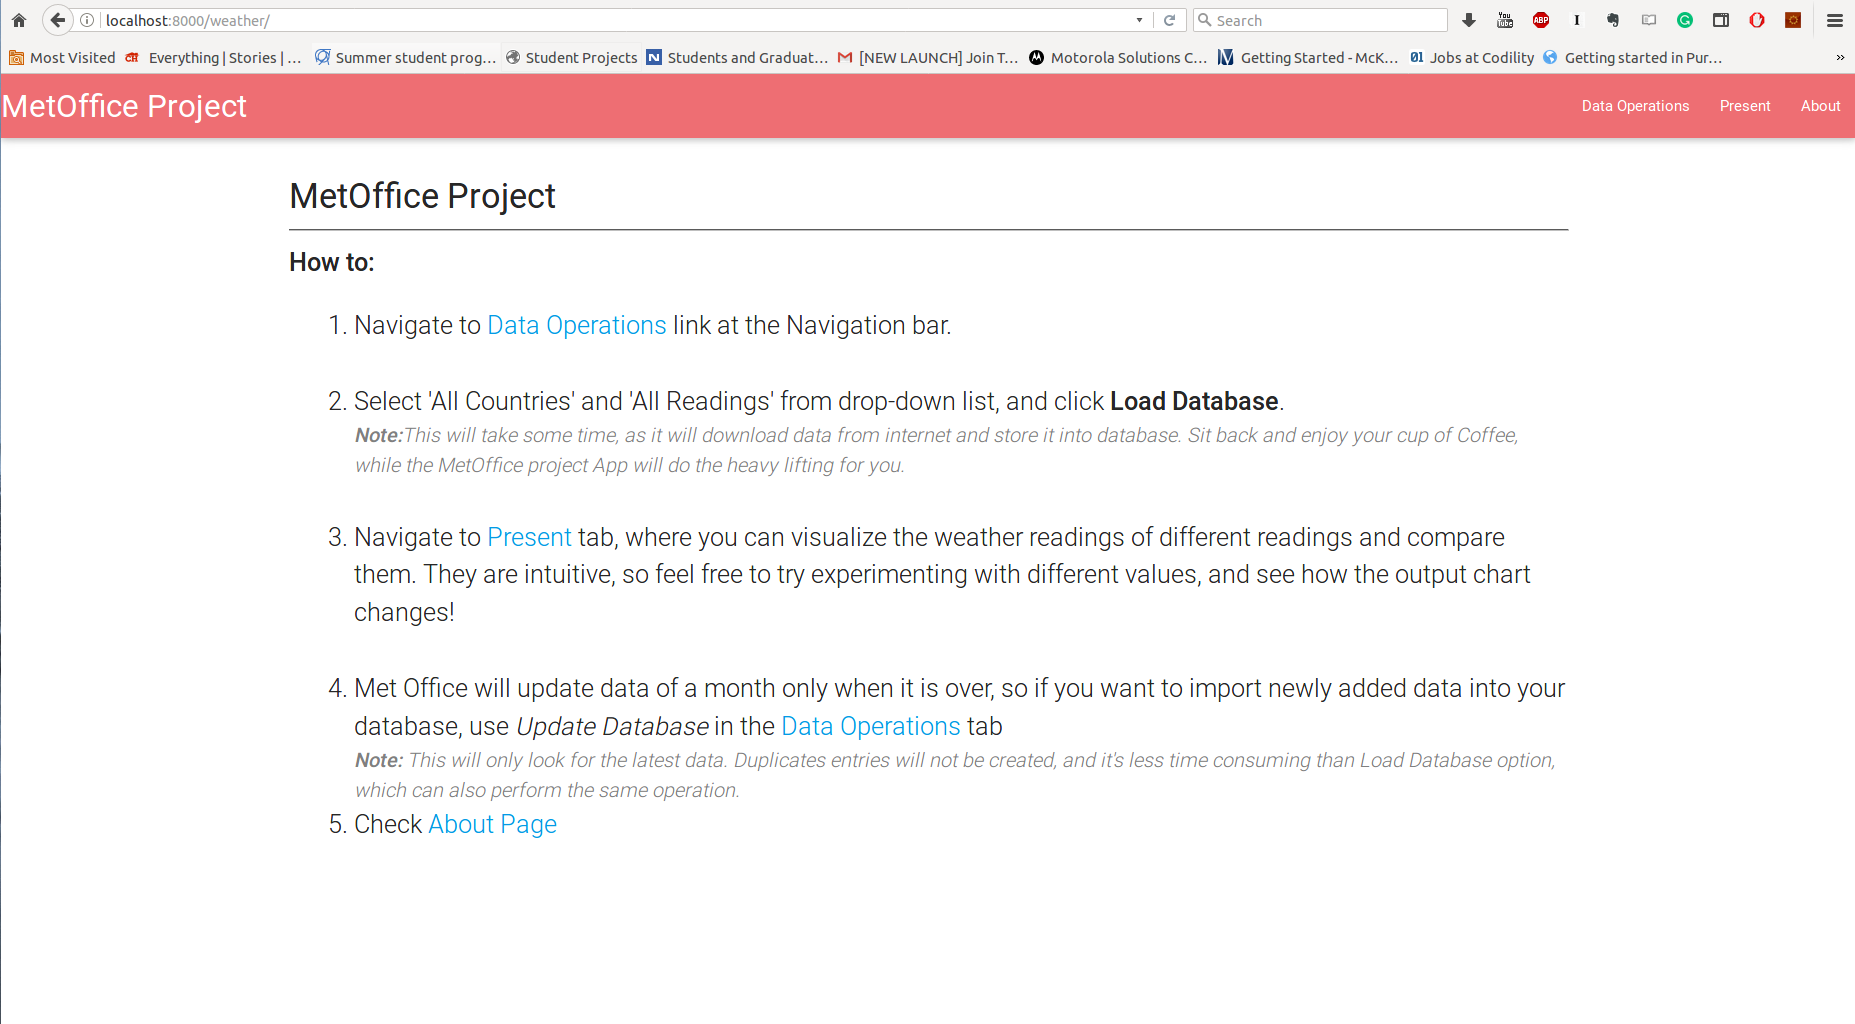 localhost:8000/weather/
Search
Most Visited Everything | Stories | ... Summer student prog... Student Projects Students and Graduat... [NEW LAUNCH] Join T... Motorola Solutions C... Getting Started - McK... Jobs at Codility Getting started in Pur...
MetOffice Project
Data Operations Present About
MetOffice Project
How to:
1. Navigate to Data Operations link at the Navigation bar.
2. Select 'All Countries' and 'All Readings' from drop-down list, and click Load Database.
Note:This will take some time, as it will download data from internet and store it into database. Sit back and enjoy your cup of Coffee,
while the MetOffice project App will do the heavy lifting for you.
3. Navigate to Present tab, where you can visualize the weather readings of different readings and compare
them. They are intuitive, so feel free to try experimenting with different values, and see how the output chart
changes!
4. Met Office will update data of a month only when it is over, so if you want to import newly added data into your
database, use Update Database in the Data Operations tab
Note: This will only look for the latest data. Duplicates entries will not be created, and it's less time consuming than Load Database option,
which can also perform the same operation.
5. Check About Page